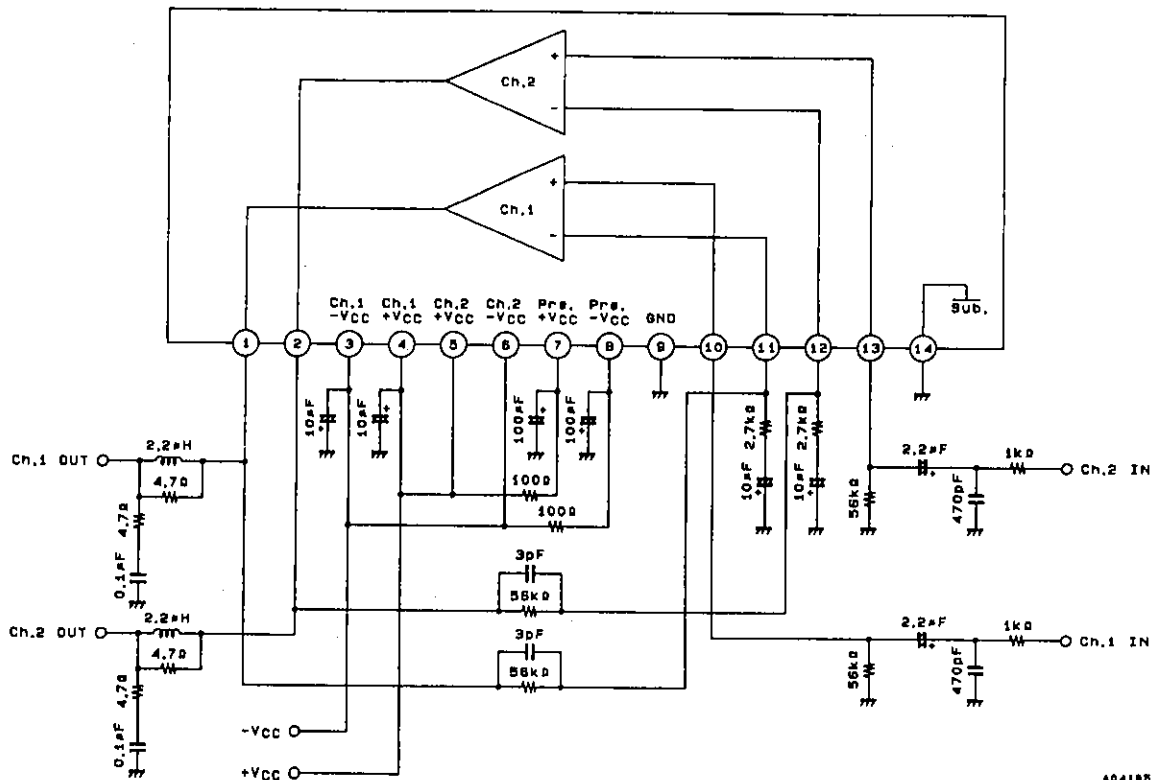 Ch.2
+
-
Ch.1
+
-
Ch.1 -VCC
Ch.1 +VCC
Ch.2 +VCC
Ch.2 -VCC
Pre. +VCC
Pre. -VCC
GND
Sub.
1
2
3
4
5
6
7
8
9
10
11
12
13
14
10µF
+
10µF
+
100µF
+
100µF
+
2.7kΩ
2.7kΩ
10µF
+
10µF
+
2.2µH
Ch.1 OUT
4.7Ω
4.7Ω
0.1µF
100Ω
100Ω
2.2µF
+
1kΩ
Ch.2 IN
56kΩ
470pF
3pF
56kΩ
2.2µH
Ch.2 OUT
4.7Ω
4.7Ω
0.1µF
3pF
56kΩ
2.2µF
+
1kΩ
Ch.1 IN
56kΩ
470pF
-VCC
+VCC